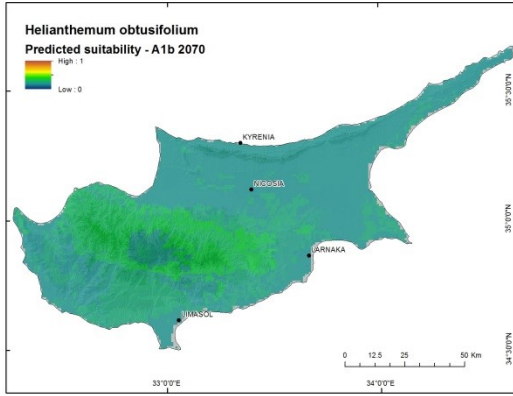 Helianthemum obtusifolium
Predicted suitability - A1b 2070
High : 1
Low : 0
KYRENIA
NICOSIA
LARNAKA
LIMASOL
35°30'0"N
35°0'0"N
34°30'0"N
0 12.5 25 50 Km
33°0'0"E 34°0'0"E